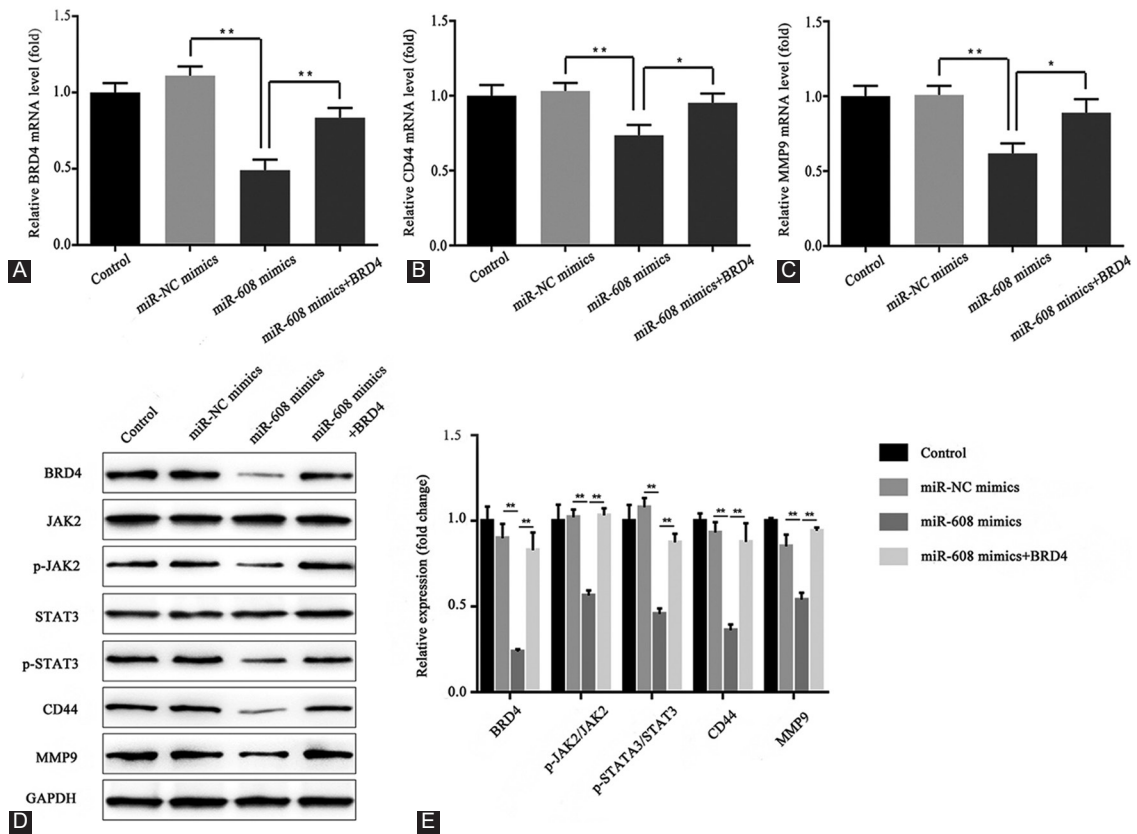 Relative BRD4 mRNA level (fold)
1.5
1.0
0.5
0.0
**
**
Control
miR-NC mimics
miR-608 mimics
miR-608 mimics+BRD4
A
Relative CD44 mRNA level (fold)
1.5
1.0
0.5
0.0
**
*
Control
miR-NC mimics
miR-608 mimics
miR-608 mimics+BRD4
B
Relative MMP9 mRNA level (fold)
1.5
1.0
0.5
0.0
**
*
Control
miR-NC mimics
miR-608 mimics
miR-608 mimics+BRD4
C
Control
miR-NC mimics
miR-608 mimics
miR-608 mimics
+BRD4
BRD4
JAK2
p-JAK2
STAT3
p-STAT3
CD44
MMP9
GAPDH
D
Relative expression (fold change)
1.5
1.0
0.5
0.0
**
**
**
**
**
**
**
**
**
**
BRD4
p-JAK2/JAK2
p-STATA3/STAT3
CD44
MMP9
Control
miR-NC mimics
miR-608 mimics
miR-608 mimics+BRD4
E